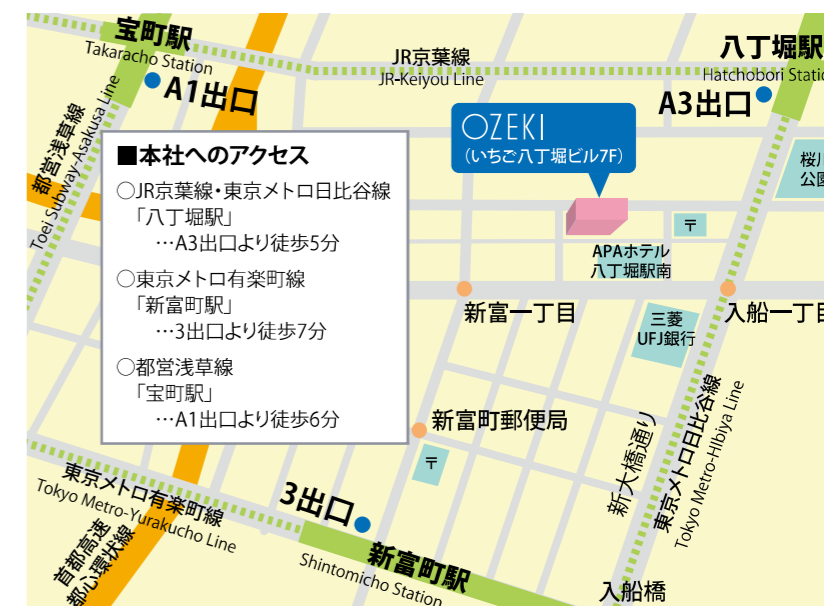 宝町駅
Takaracho Station
A1出口
JR京葉線
JR-Keiyou Line
八丁堀駅
Hatchobori Statio
A3出口
OZEKI
(いちご八丁堀ビル7F)
桜川
公園
都営浅草線
Toei Subway-Asakusa Line
■本社へのアクセス
○JR京葉線・東京メトロ日比谷線
「八丁堀駅」
…A3出口より徒歩5分
○東京メトロ有楽町線
「新富町駅」
…3出口より徒歩7分
○都営浅草線
「宝町駅」
…A1出口より徒歩6分
〒
APAホテル
八丁堀駅南
新富一丁目
三菱
UFJ銀行
入船一丁目
新富町郵便局
〒
新大橋通り
東京メトロ日比谷線
Tokyo Metro-HIbiya Line
東京メトロ有楽町線
Tokyo Metro-Yurakucho Line
3出口
新富町駅
Shintomicho Station
首都高速
都心環状線
入船橋